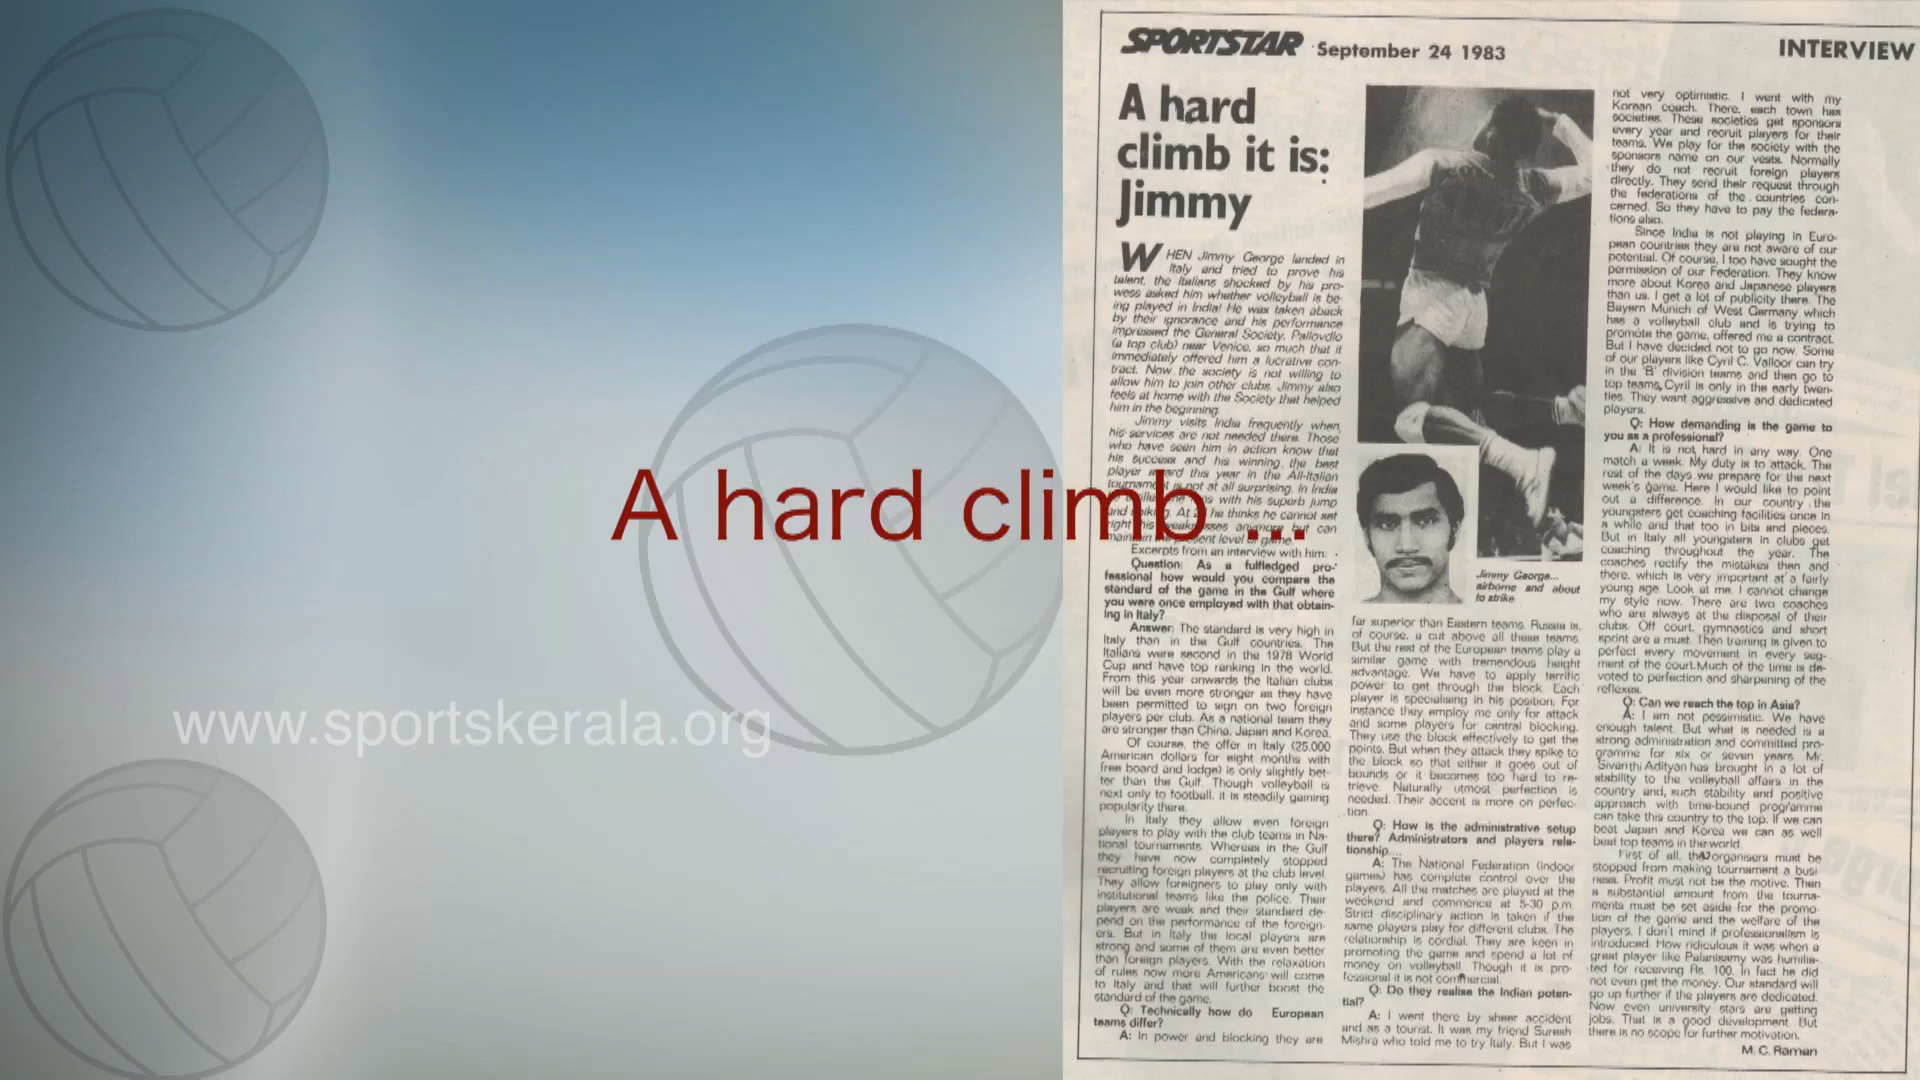 SPORTSTAR September 24 1983
INTERVIEW
A hard
climb it is:
Jimmy
WHEN Jimmy George landed in
Italy and tried to prove his
talent, the Italians shocked by his pro-
wess asked him whether volleyball is be-
ing played in India! He was taken aback
by their ignorance and his performance
impressed the General Society, Pallovdlo
(a top club) near Venice, so much that it
immediately offered him a lucrative con-
tract. Now the society is not willing to
allow him to join other clubs. Jimmy also
feels at home with the Society that helped
him in the beginning.
Jimmy visits India frequently when
his services are not needed there. Those
who have seen him in action know that
his success and his winning the best
player award this year in the All-Italian
tournament is not at all surprising. In India
with his superb jump
and At he thinks he cannot set
right his anymore but can
maintain the present level of game.
Excerpts from an interview with him:
Question: As a fulfledged pro-
fessional how would you compare the
standard of the game in the Gulf where
you were once employed with that obtain-
ing in Italy?
Answer: The standard is very high in
Italy than in the Gulf countries. The
Italians were second in the 1978 World
Cup and have top ranking in the world.
From this year onwards the Italian clubs
will be even more stronger as they have
been permitted to sign on two foreign
players per club. As a national team they
are stronger than China, Japan and Korea.
Of course, the offer in Italy (25,000
American dollars for eight months with
free board and lodge) is only slightly bet-
ter than the Gulf. Though volleyball is
next only to football, it is steadily gaining
popularity there.
In Italy they allow even foreign
players to play with the club teams in Na-
tional tournaments. Whereas in the Gulf
they have now completely stopped
recruiting foreign players at the club level.
They allow foreigners to play only with
institutional teams like the police. Their
players are weak and their standard de-
pend on the performance of the foreign-
ers. But in Italy the local players are
strong and some of them are even better
than foreign players. With the relaxation
of rules now more Americans will come
to Italy and that will further boost the
standard of the game.
Q: Technically how do European
teams differ?
A: In power and blocking they are
Jimmy George...
airborne and about
to strike.
far superior than Eastern teams. Russia is,
of course, a cut above all these teams.
But the rest of the European teams play a
similar game with tremendous height
advantage. We have to apply terrific
power to get through the block. Each
player is specialising in his position. For
instance they employ me only for attack
and some players for central blocking.
They use the block effectively to get the
points. But when they attack they spike to
the block so that either it goes out of
bounds or it becomes too hard to re-
trieve. Naturally utmost perfection is
needed. Their accent is more on perfec-
tion.
Q: How is the administrative setup
there? Administrators and players rela-
tionship....
A: The National Federation (indoor
games) has complete control over the
players. All the matches are played at the
weekend and commence at 5-30 p.m.
Strict disciplinary action is taken if the
same players play for different clubs. The
relationship is cordial. They are keen in
promoting the game and spend a lot of
money on volleyball. Though it is pro-
fessional it is not commercial.
Q: Do they realise the Indian poten-
tial?
A: I went there by sheer accident
and as a tourist. It was my friend Suresh
Mishra who told me to try Italy. But I was
not very optimistic. I went with my
Korean coach. There, each town has
societies. These societies get sponsors
every year and recruit players for their
teams. We play for the society with the
sponsors name on our vests. Normally
they do not recruit foreign players
directly. They send their request through
the federations of the countries con-
cerned. So they have to pay the federa-
tions also.
Since India is not playing in Euro-
pean countries they are not aware of our
potential. Of course, I too have sought the
permission of our Federation. They know
more about Korea and Japanese players
than us. I get a lot of publicity there. The
Bayern Munich of West Germany which
has a volleyball club and is trying to
promote the game, offered me a contract.
But I have decided not to go now. Some
of our players like Cyril C. Valloor can try
in the 'B' division teams and then go to
top teams. Cyril is only in the early twen-
ties. They want aggressive and dedicated
players.
Q: How demanding is the game to
you as a professional?
A: It is not hard in any way. One
match a week. My duty is to attack. The
rest of the days we prepare for the next
week's game. Here I would like to point
out a difference. In our country the
youngsters get coaching facilities once in
a while and that too in bits and pieces.
But in Italy all youngsters in clubs get
coaching throughout the year. The
coaches rectify the mistakes then and
there, which is very important at a fairly
young age. Look at me. I cannot change
my style now. There are two coaches
who are always at the disposal of their
clubs. Off court, gymnastics and short
sprint are a must. Then training is given to
perfect every movement in every seg-
ment of the court. Much of the time is de-
voted to perfection and sharpening of the
reflexes.
Q: Can we reach the top in Asia?
A: I am not pessimistic. We have
enough talent. But what is needed is a
strong administration and committed pro-
gramme for six or seven years. Mr.
Sivanthi Adityan has brought in a lot of
stability to the volleyball affairs in the
country and, such stability and positive
approach with time-bound programme
can take this country to the top. If we can
beat Japan and Korea we can as well
beat top teams in the world.
First of all, the organisers must be
stopped from making tournament a busi-
ness. Profit must not be the motive. Then
a substantial amount from the tourna-
ments must be set aside for the promo-
tion of the game and the welfare of the
players. I don't mind if professionalism is
introduced. How ridiculous it was when a
great player like Palanisamy was humilia-
ted for receiving Rs. 100. In fact he did
not even get the money. Our standard will
go up further if the players are dedicated.
Now even university stars are getting
jobs. That is a good development. But
there is no scope for further motivation.
M. C. Raman
A hard climb ...
www.sportskerala.org